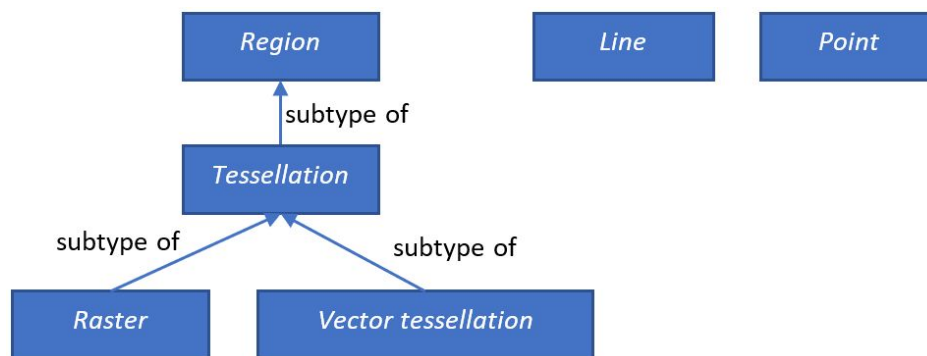 Region
Line
Point
subtype of
Tessellation
subtype of
subtype of
Raster
Vector tessellation